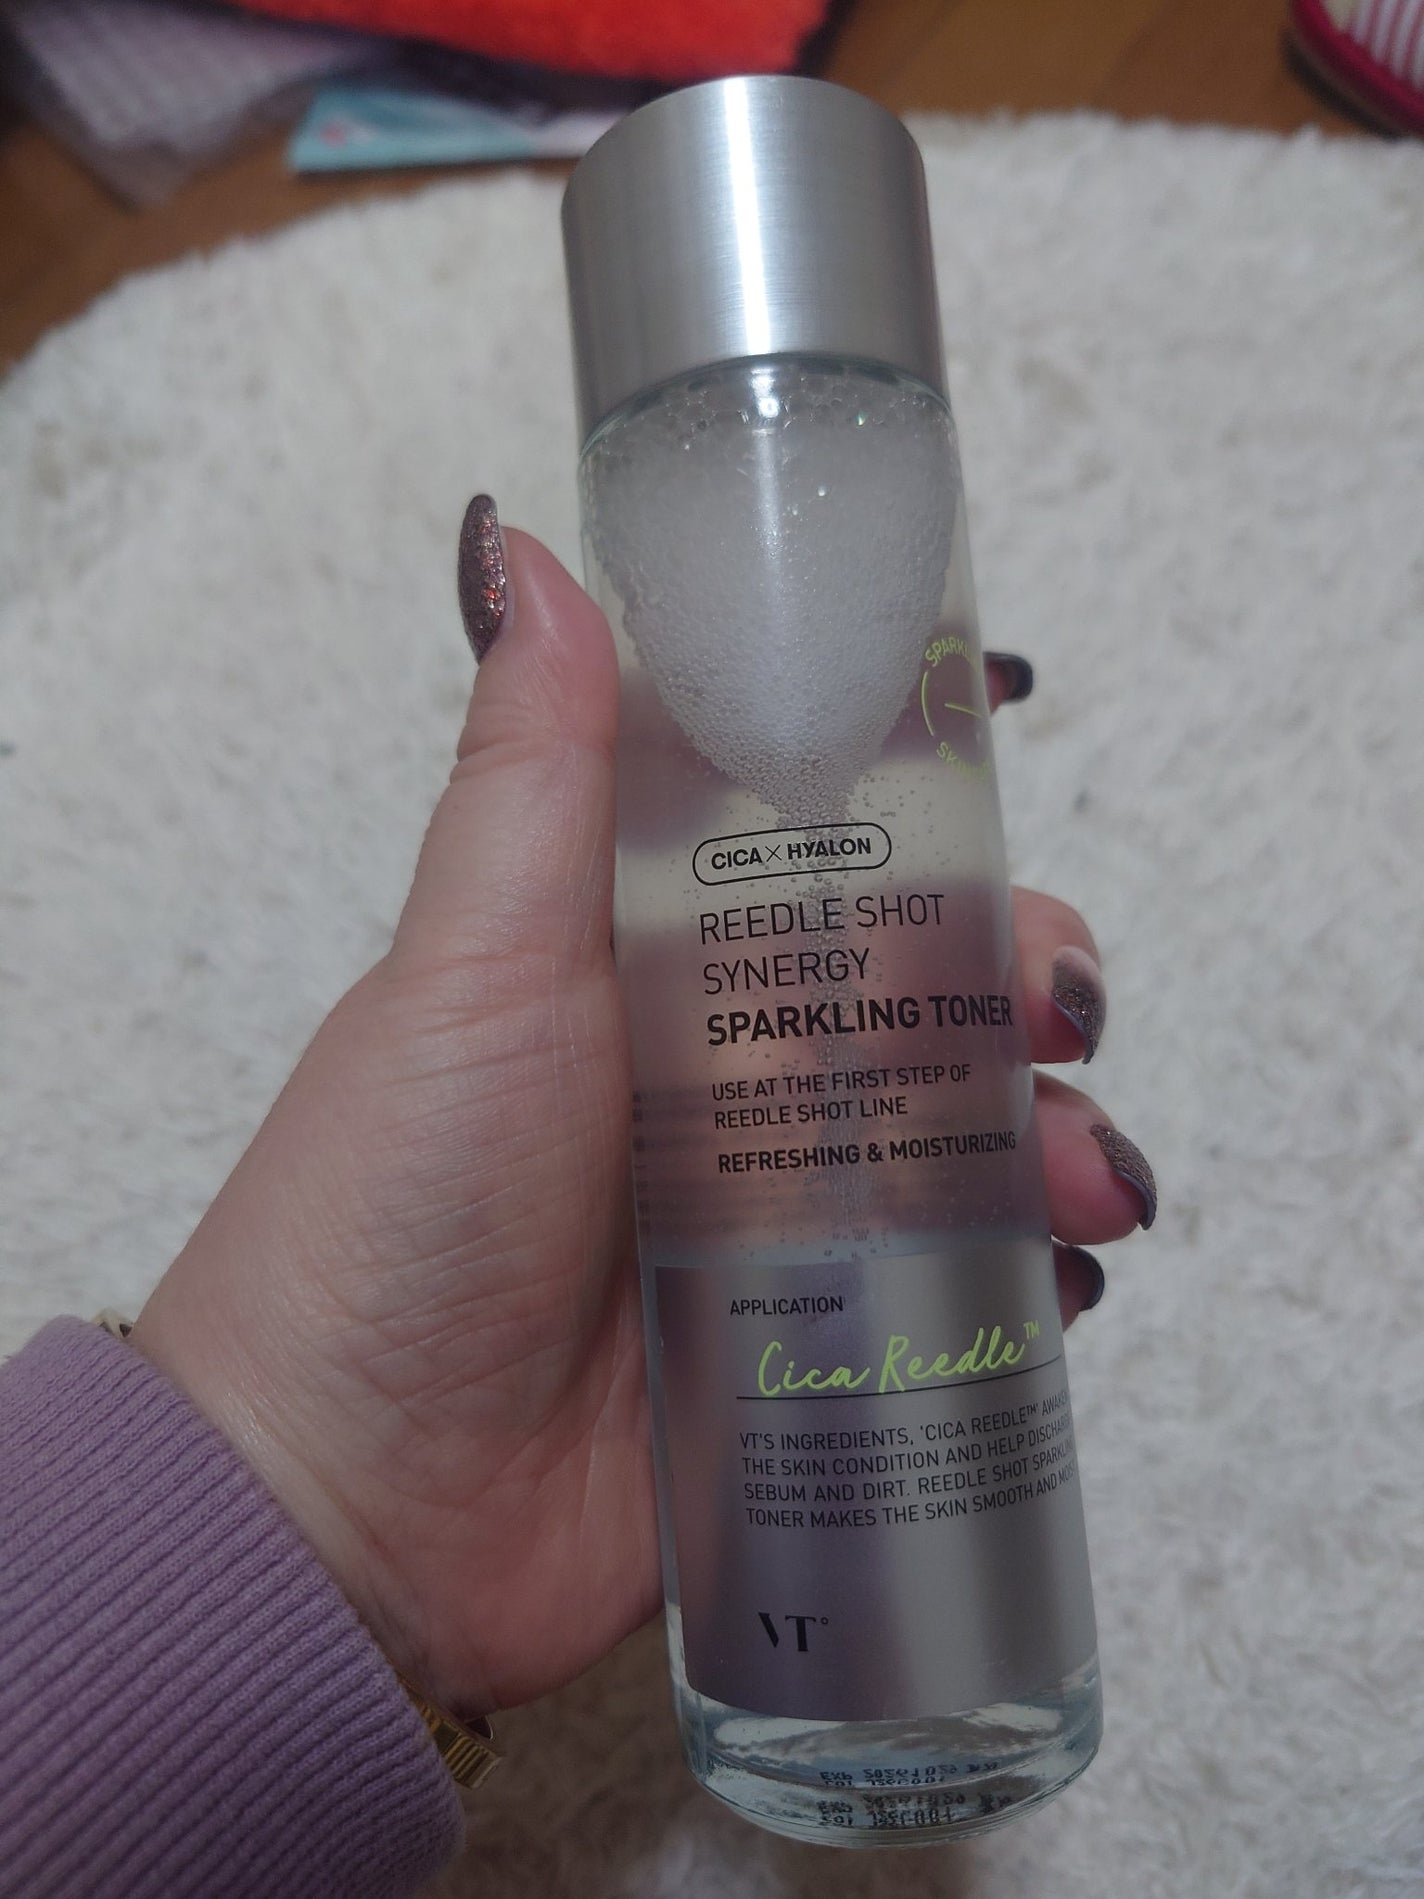 CICA X HYALON
REEDLE SHOT
SYNERGY
SPARKLING TONER
USE AT THE FIRST STEP OF
REEDLE SHOT LINE
REFRESHING & MOISTURIZING
APPLICATION
Cica Reedle™
VT'S INGREDIENTS, 'CICA REEDLE™'
THE SKIN CONDITION AND HELP
SEBUM AND DIRT. REEDLE SHOT
TONER MAKES THE SKIN SMOOTH AND
VT°
EXP 20261029